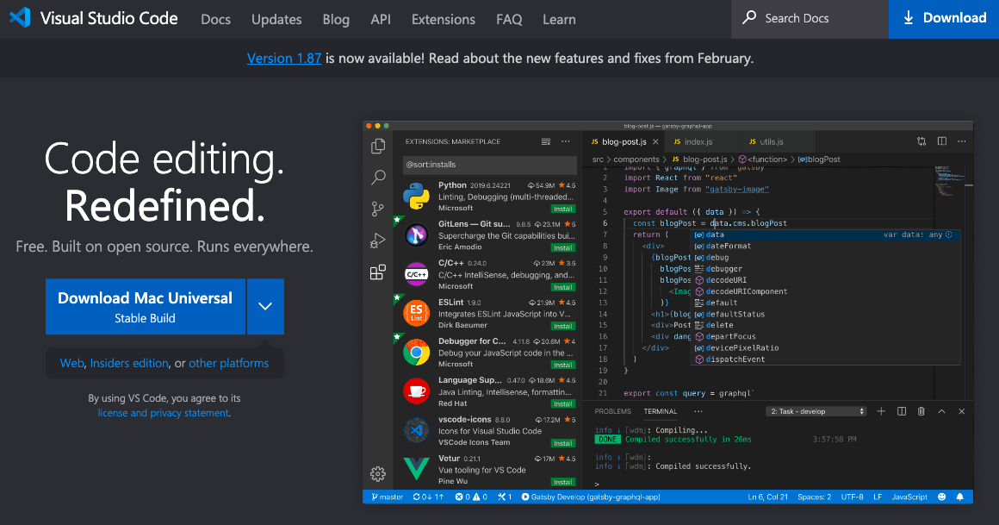 Visual Studio Code Docs Updates Blog API Extensions FAQ Learn Search Docs Download
Version 1.87 is now available! Read about the new features and fixes from February.
Code editing.
Redefined.
Free. Built on open source. Runs everywhere.
Download Mac Universal
Stable Build
Web, Insiders edition, or other platforms
By using VS Code, you agree to its
license and privacy statement.
blog-post.js — gatsby-graphql-app
EXTENSIONS: MARKETPLACE
@sort:installs
Python 2019.6.24221 54.9M ★ 4.5
Linting, Debugging (multi-threaded...
Microsoft Install
GitLens — Git su... 9.8.5 23.1M ★ 5
Supercharge the Git capabilities bui...
Eric Amodio Install
C/C++ 0.24.0 23M ★ 3.5
C/C++
C/C++ IntelliSense, debugging, and...
Microsoft Install
ESLint 1.9.0 21.9M ★ 4.5
ES
Lint
Integrates ESLint JavaScript into V...
Dirk Baeumer Install
Debugger for C... 4.11.6 20.6M ★ 4
Debug your JavaScript code in the ...
Microsoft Install
Language Sup... 0.47.0 18.6M ★ 4.5
Java Linting, Intellisense, formattin...
Red Hat Install
vscode-icons 8.8.0 17.2M ★ 5
Icons for Visual Studio Code
VSCode Icons Team Install
Vetur 0.21.1 17M ★ 4.5
Vue tooling for VS Code
Pine Wu Install
JS blog-post.js × JS index.js JS utils.js
src > components > JS blog-post.js > <function> > blogPost
1 import { graphql } from "gatsby"
2 import React from "react"
3 import Image from "gatsby-image"
4
5 export default ({ data }) => {
6 const blogPost = data.cms.blogPost
7 return (
8 <div>
9 {blogPost
10 blogPos
11 blogPos
12 <Imag
13 )}
14 <h1>{blog
15 <div>Post
16 <div dang
17 </div>
18 )
19 }
20
21 export const query = graphql`
data var data: any
dateFormat
debug
debugger
decodeURI
decodeURIComponent
default
defaultStatus
delete
departFocus
devicePixelRatio
dispatchEvent
PROBLEMS TERMINAL ... 2: Task - develop
info ↓ [wdm]: Compiling...
DONE Compiled successfully in 26ms 3:57:58 PM
info ↓ [wdm]:
info ↓ [wdm]: Compiled successfully.
>
master 0↓ 1↑ 0 0 1 Gatsby Develop (gatsby-graphql-app) Ln 6, Col 21 Spaces: 2 UTF-8 LF JavaScript